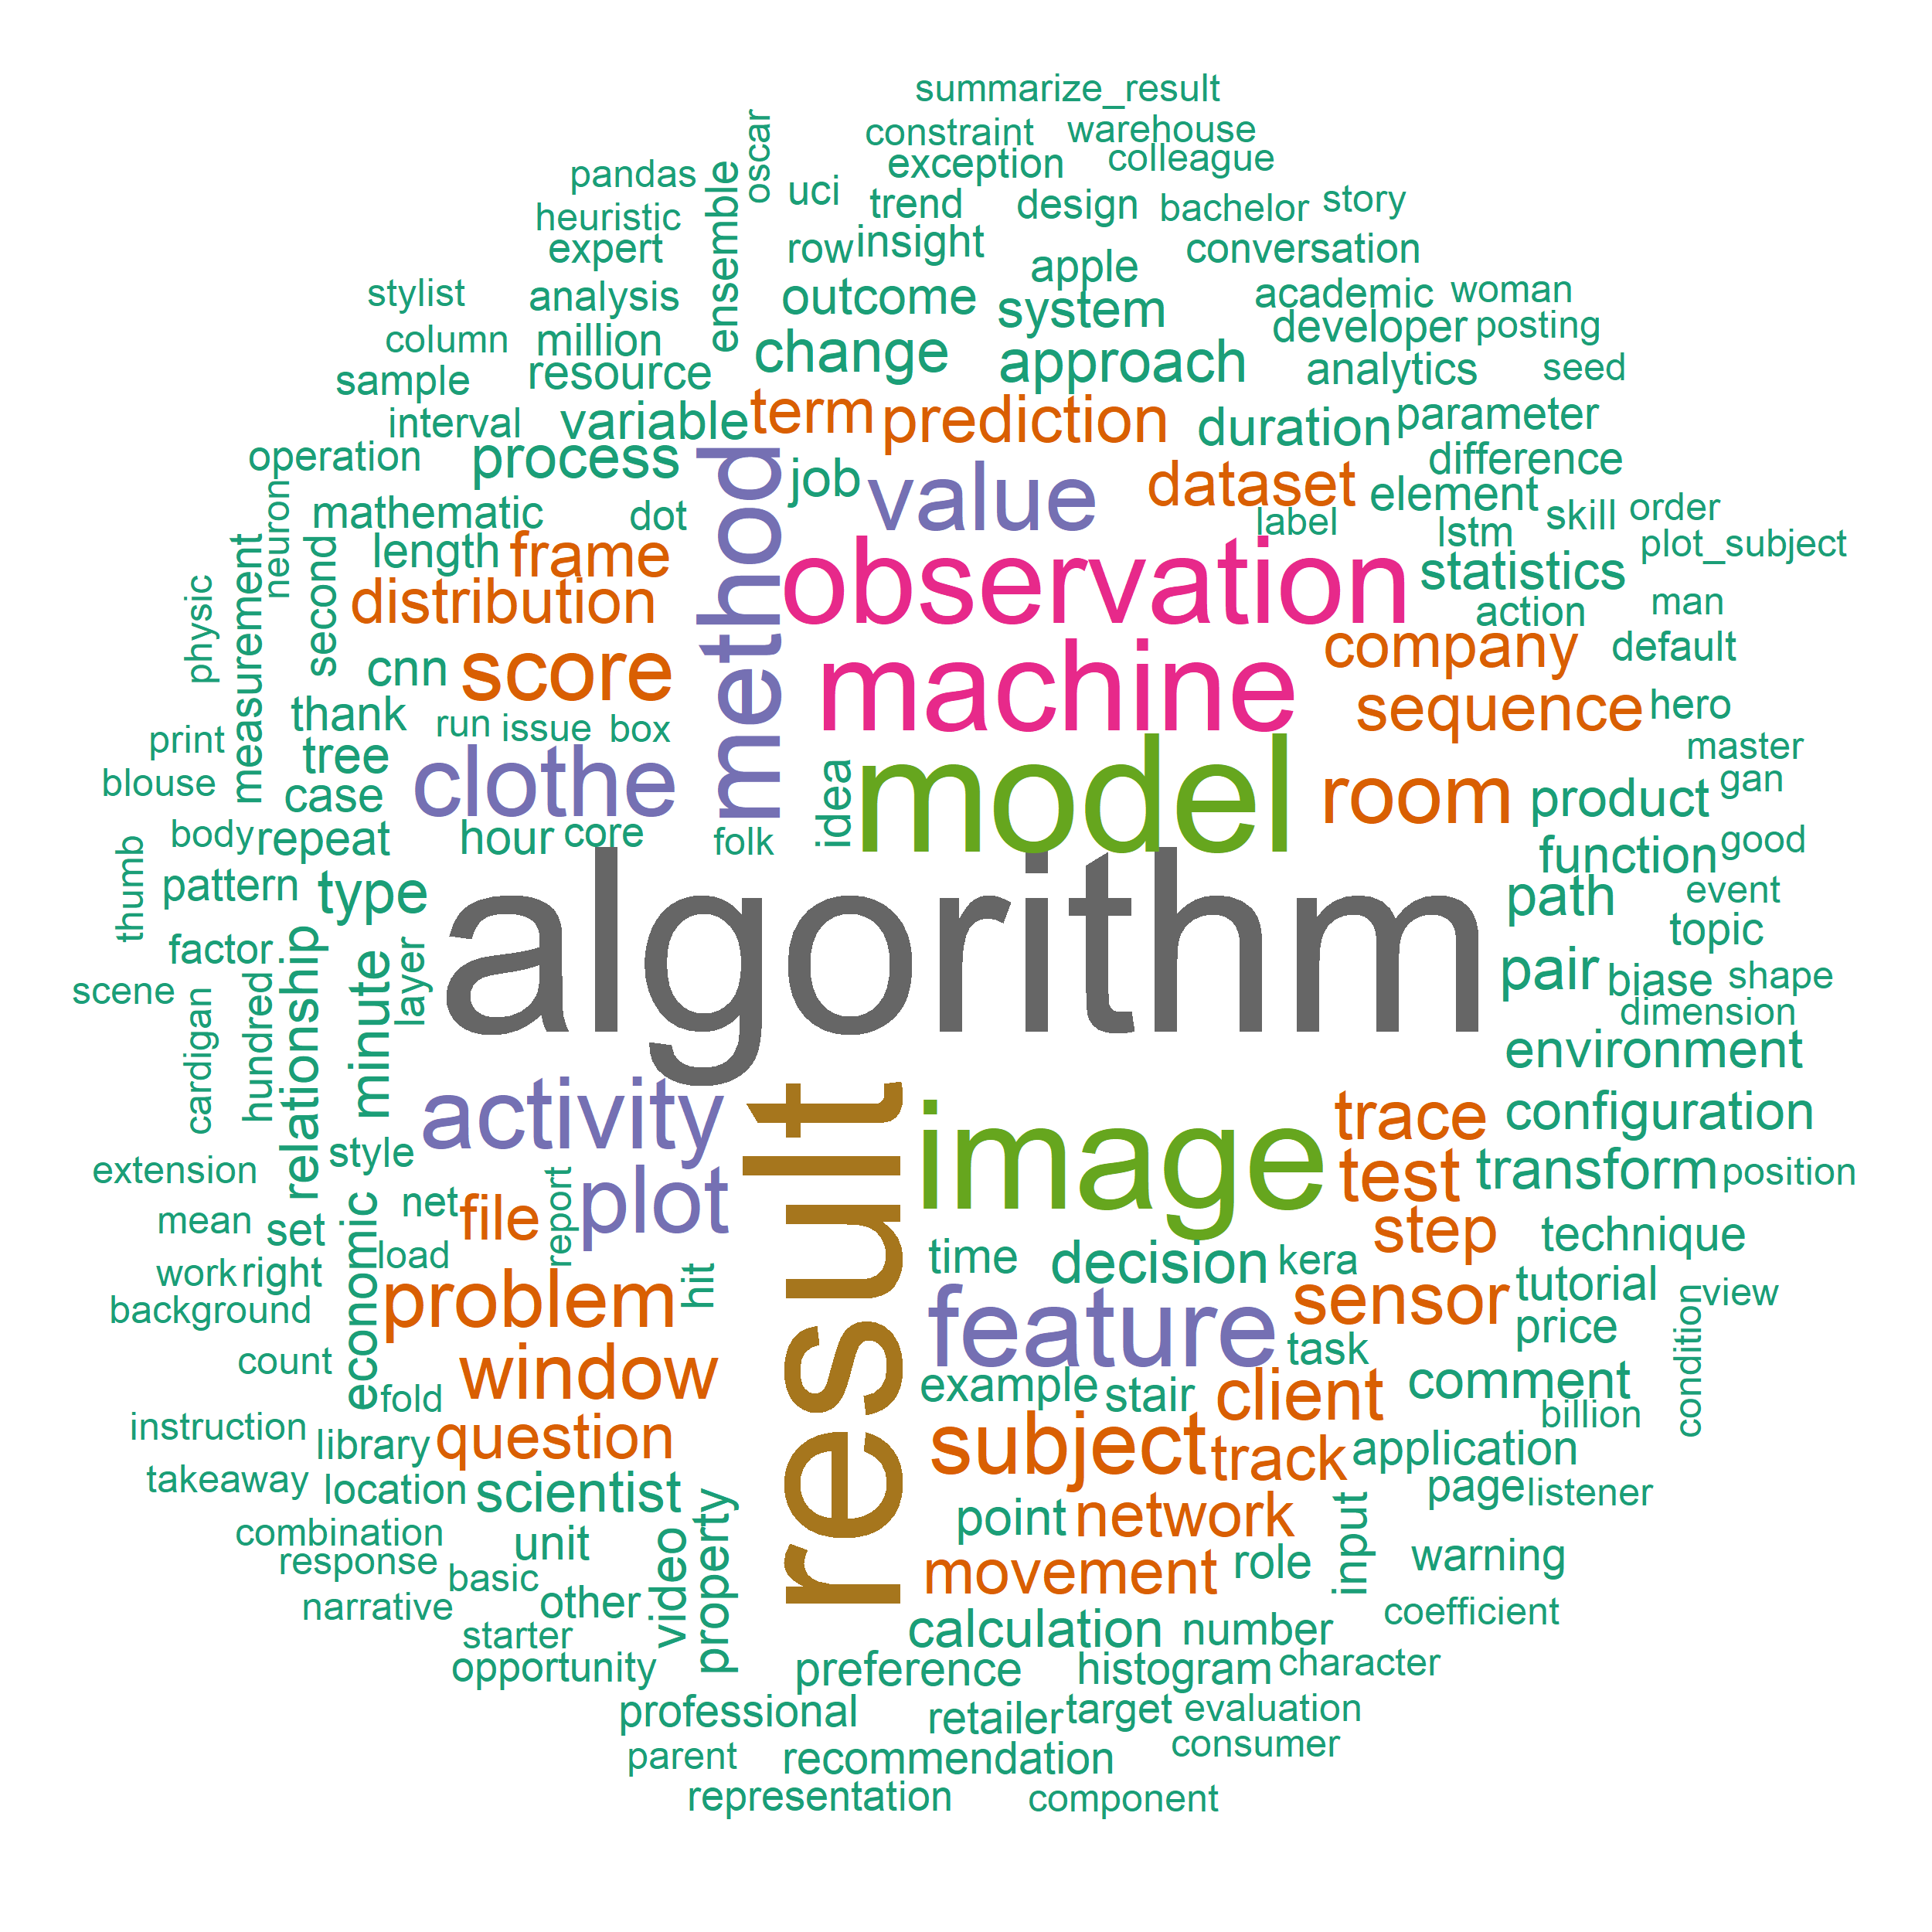 summarize_result
constraint
warehouse
oscar
exception
colleague
pandas
ensemble
uci
trend
design
bachelor
story
heuristic
expert
row
insight
conversation
apple
stylist
analysis
outcome
system
academic
woman
column
million
change
approach
developer
posting
sample
resource
analytics
seed
interval
variable
term
prediction
duration
parameter
operation
process
method
job
value
dataset
difference
element
neuron
mathematic
dot
label
lstm
skill
order
measurement
second
length
frame
observation
statistics
plot_subject
physic
distribution
action
man
cnn
score
machine
company
default
thank
run
issue
box
sequence
hero
print
tree
clothe
idea
model
room
master
blouse
case
product
gan
body
repeat
hour
core
folk
function
good
thumb
pattern
type
algorithm
path
event
factor
relationship
minute
layer
topic
pair
biase
shape
scene
cardigan
hundred
dimension
environment
activity
result
image
trace
configuration
extension
style
report
plot
test
transform
position
mean
set
economic
net
file
step
technique
work
right
load
hit
time
decision
kera
background
problem
feature
sensor
tutorial
condition
view
count
window
task
price
fold
example
stair
client
comment
billion
instruction
library
question
subject
track
application
takeaway
location
scientist
property
page
listener
combination
unit
video
point
network
input
response
basic
movement
role
warning
narrative
other
calculation
number
coefficient
starter
opportunity
preference
histogram
character
professional
retailer
target
evaluation
parent
recommendation
consumer
representation
component